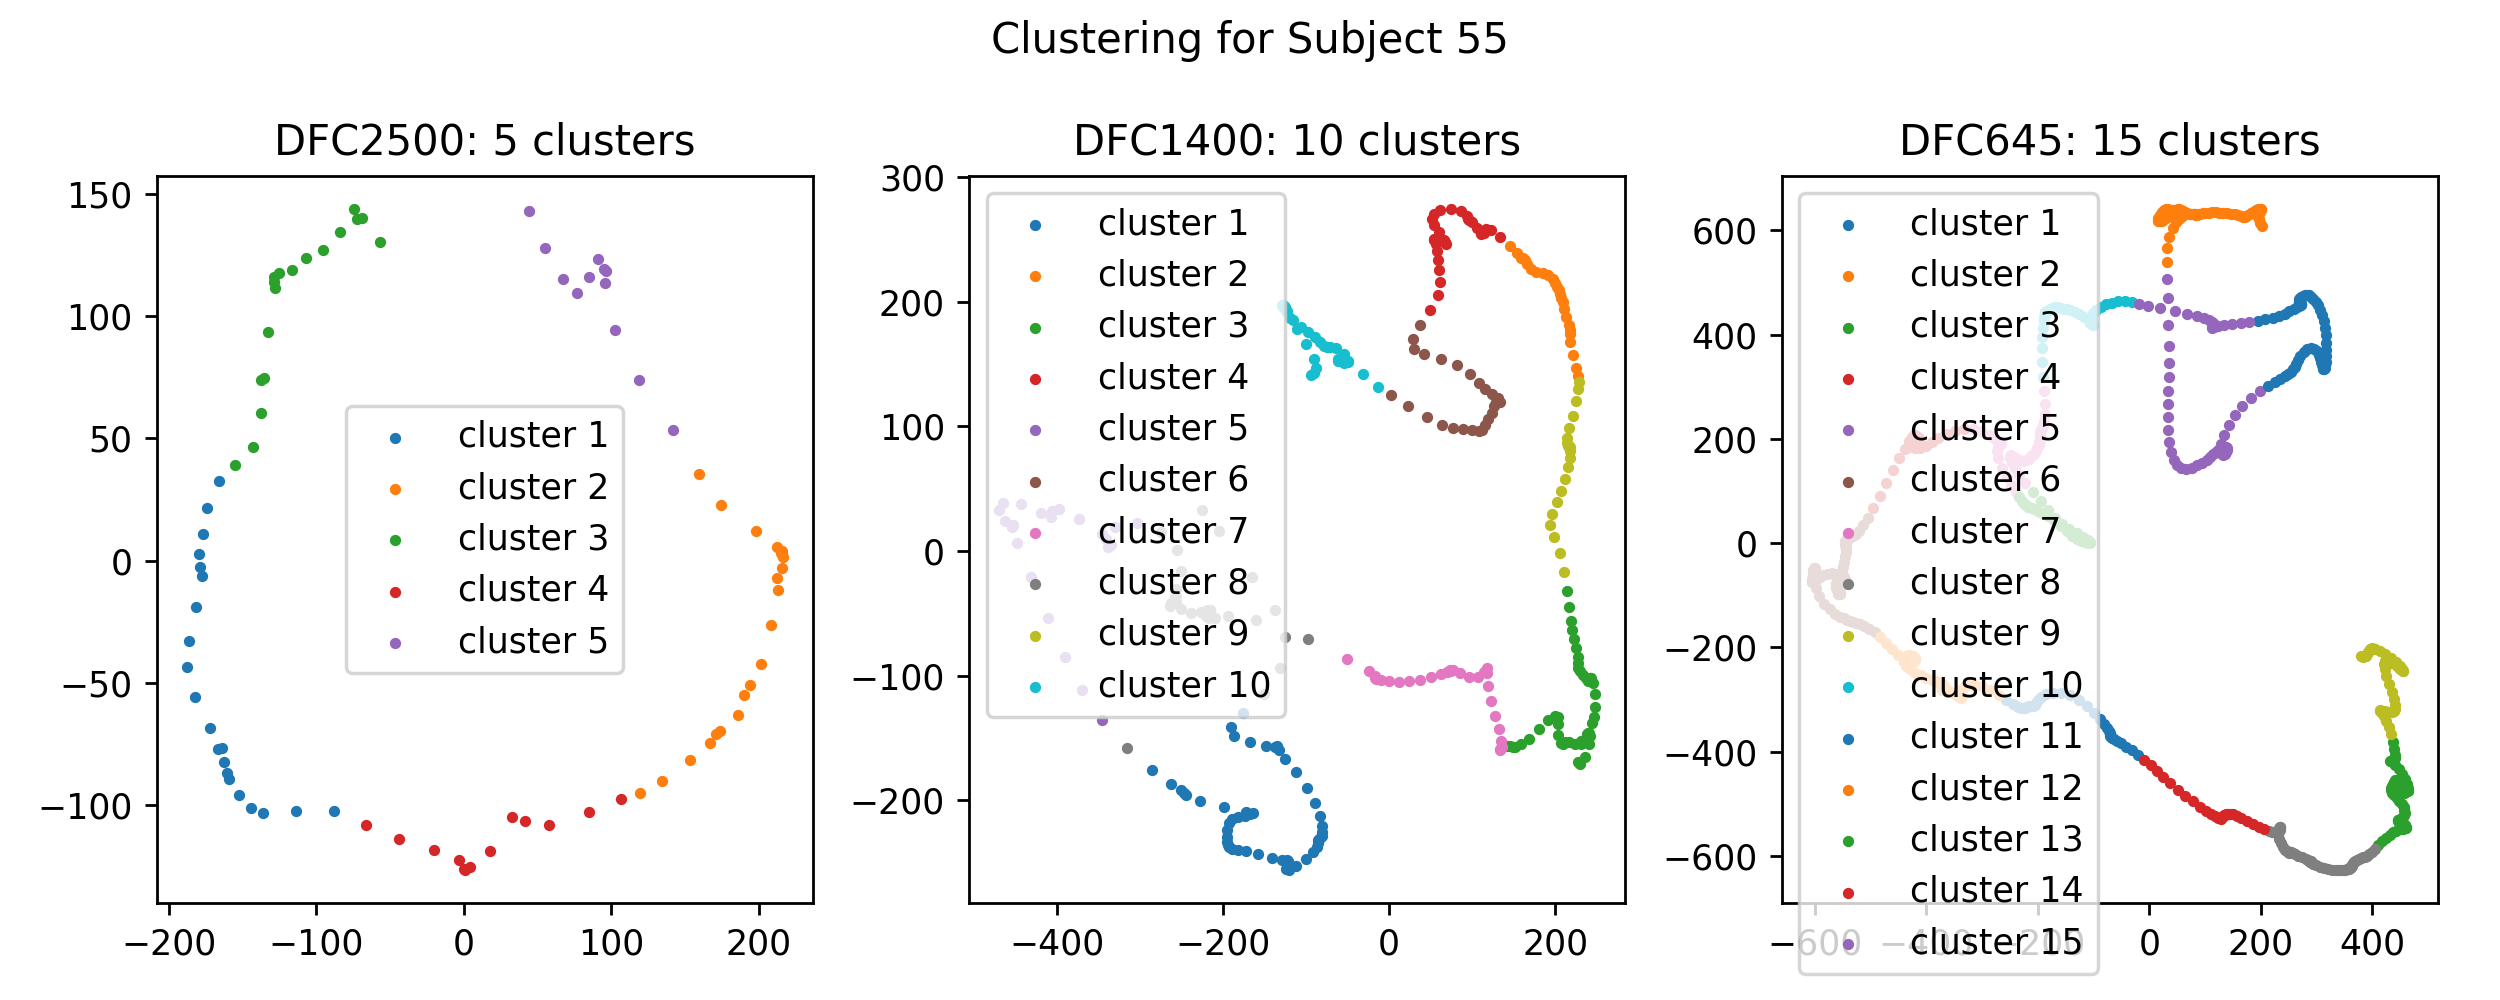 Clustering for Subject 55
DFC2500: 5 clusters
150
100
50
0
−50
−100
−200
−100
0
100
200
cluster 1
cluster 2
cluster 3
cluster 4
cluster 5
DFC1400: 10 clusters
300
200
100
0
−100
−200
−400
−200
0
200
cluster 1
cluster 2
cluster 3
cluster 4
cluster 5
cluster 6
cluster 7
cluster 8
cluster 9
cluster 10
DFC645: 15 clusters
600
400
200
0
−200
−400
−600
−600
−400
−200
0
200
400
cluster 1
cluster 2
cluster 3
cluster 4
cluster 5
cluster 6
cluster 7
cluster 8
cluster 9
cluster 10
cluster 11
cluster 12
cluster 13
cluster 14
cluster 15